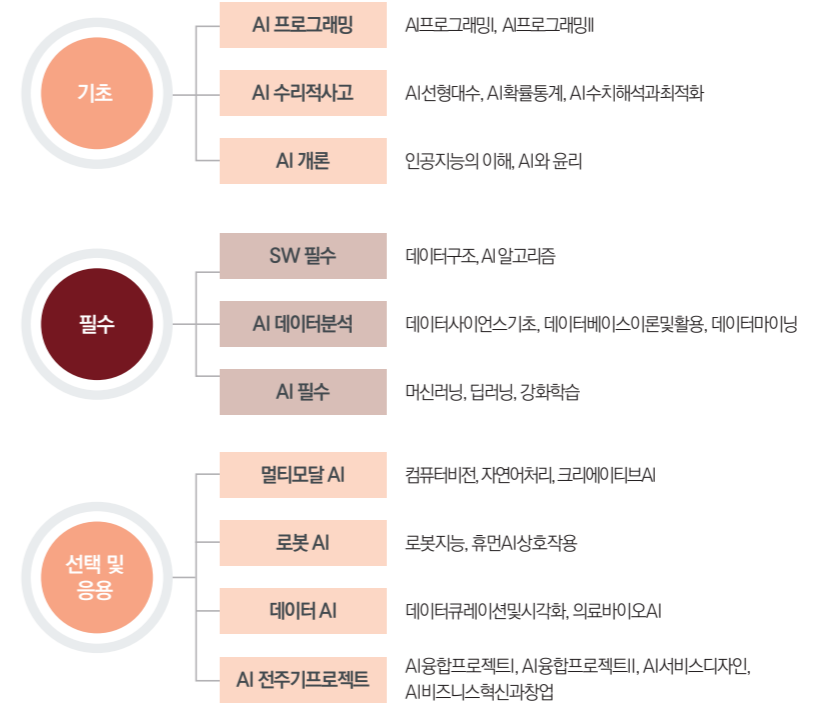 기초
AI 프로그래밍
AI프로그래밍I, AI프로그래밍II
AI 수리적사고
AI선형대수, AI확률통계, AI수치해석과최적화
AI 개론
인공지능의 이해, AI와 윤리
필수
SW 필수
데이터구조, AI 알고리즘
AI 데이터분석
데이터사이언스기초, 데이터베이스이론및활용, 데이터마이닝
AI 필수
머신러닝, 딥러닝, 강화학습
선택 및
응용
멀티모달 AI
컴퓨터비전, 자연어처리, 크리에이티브AI
로봇 AI
로봇지능, 휴먼AI상호작용
데이터 AI
데이터큐레이션및시각화, 의료바이오AI
AI 전주기프로젝트
AI융합프로젝트I, AI융합프로젝트II, AI서비스디자인,
AI비즈니스혁신과창업